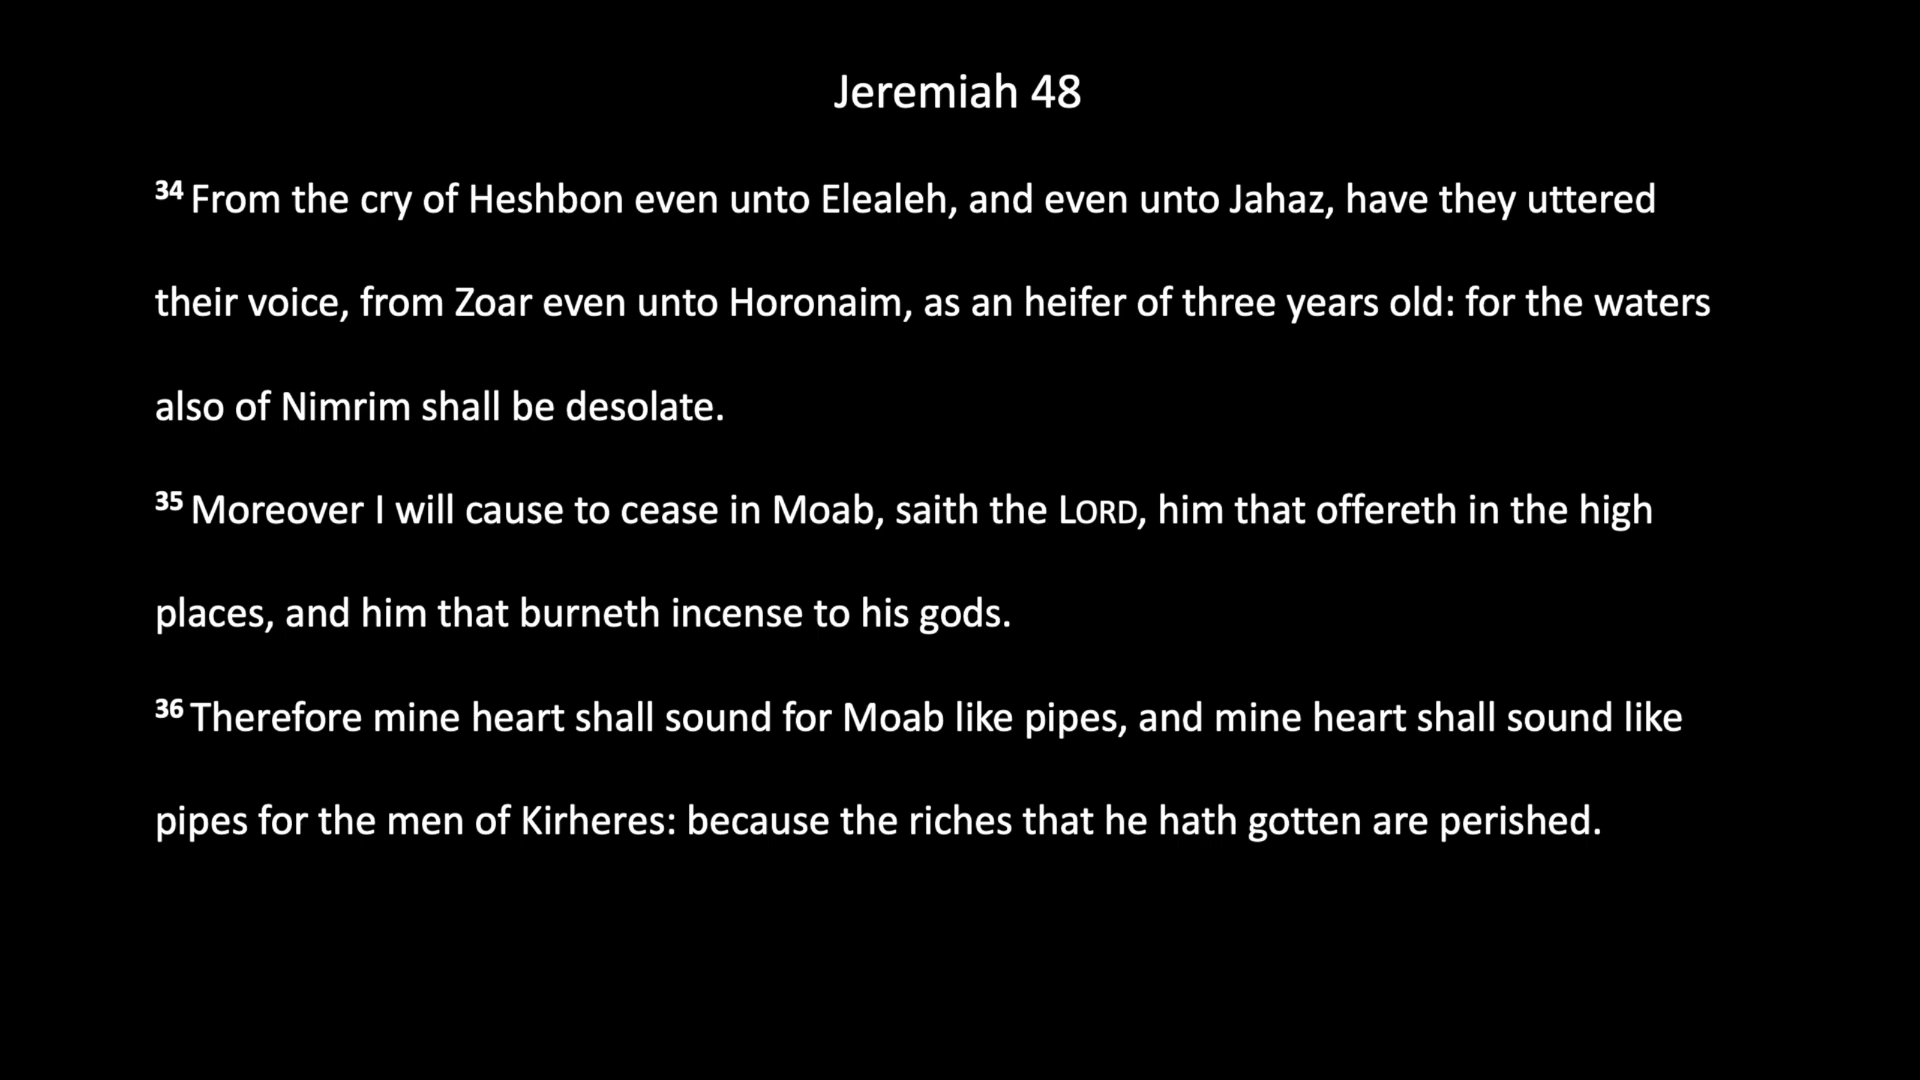 Jeremiah 48
34 From the cry of Heshbon even unto Elealeh, and even unto Jahaz, have they uttered
their voice, from Zoar even unto Horonaim, as an heifer of three years old: for the waters
also of Nimrim shall be desolate.
35 Moreover I will cause to cease in Moab, saith the LORD, him that offereth in the high
places, and him that burneth incense to his gods.
36 Therefore mine heart shall sound for Moab like pipes, and mine heart shall sound like
pipes for the men of Kirheres: because the riches that he hath gotten are perished.